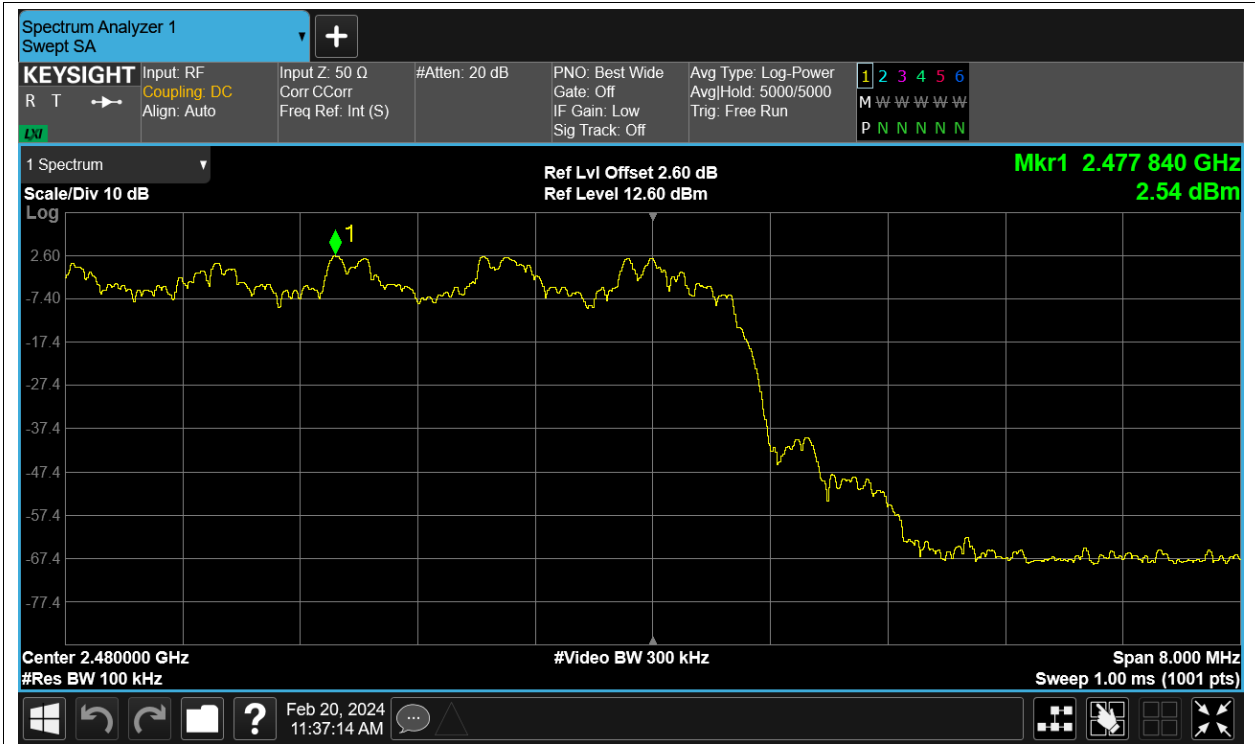 Spectrum Analyzer 1
Swept SA
KEYSIGHT
R T
LXI
Input: RF
Coupling: DC
Align: Auto
Input Z: 50 Ω
Corr CCorr
Freq Ref: Int (S)
#Atten: 20 dB
PNO: Best Wide
Gate: Off
IF Gain: Low
Sig Track: Off
Avg Type: Log-Power
Avg|Hold: 5000/5000
Trig: Free Run
1 2 3 4 5 6
M W W W W W
P N N N N N
1 Spectrum
Scale/Div 10 dB
Ref Lvl Offset 2.60 dB
Ref Level 12.60 dBm
Mkr1 2.477 840 GHz
2.54 dBm
Log
1
2.60
-7.40
-17.4
-27.4
-37.4
-47.4
-57.4
-67.4
-77.4
Center 2.480000 GHz
#Res BW 100 kHz
#Video BW 300 kHz
Span 8.000 MHz
Sweep 1.00 ms (1001 pts)
?
Feb 20, 2024
11:37:14 AM